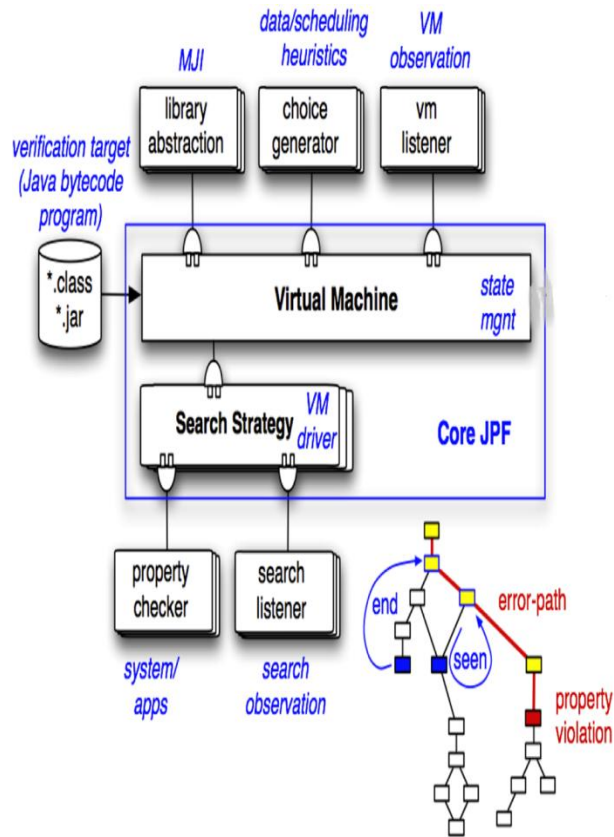 data/scheduling
heuristics
VM
observation
MJI
library
abstraction
choice
generator
vm
listener
verification target
(Java bytecode
program)
*.class
*.jar
Virtual Machine
state
mgnt
Search Strategy
VM
driver
Core JPF
property
checker
search
listener
system/
apps
search
observation
end
seen
error-path
property
violation